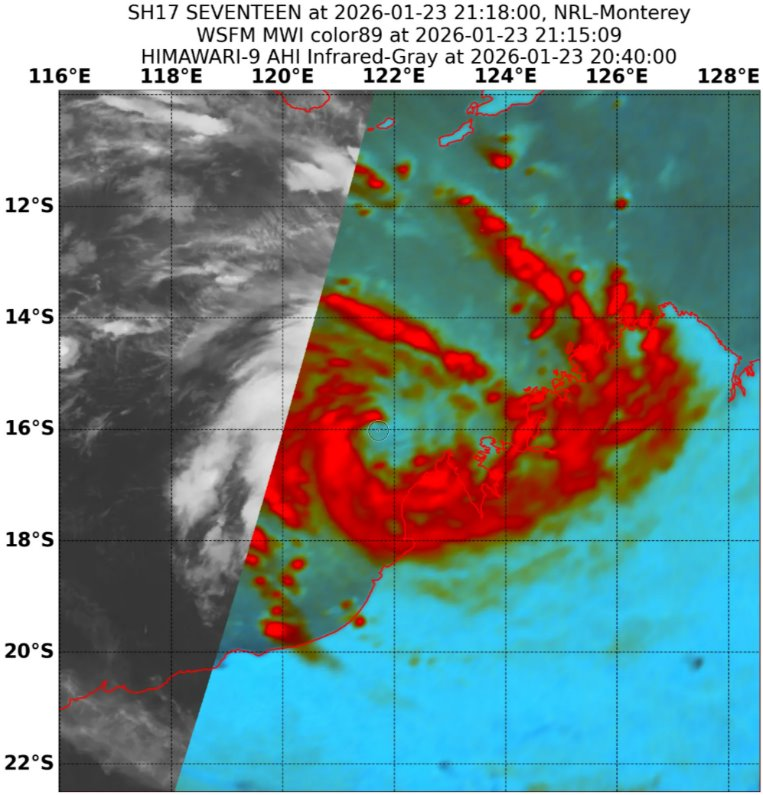 SH17 SEVENTEEN at 2026-01-23 21:18:00, NRL-Monterey
WSFM MWI color89 at 2026-01-23 21:15:09
HIMAWARI-9 AHI Infrared-Gray at 2026-01-23 20:40:00
116°E 118°E 120°E 122°E 124°E 126°E 128°E
12°S
14°S
16°S
18°S
20°S
22°S